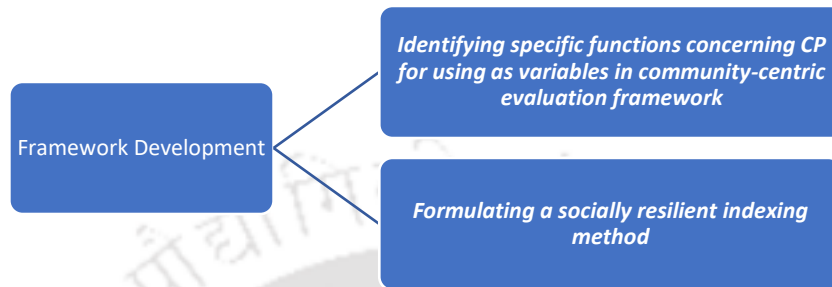 Identifying specific functions concerning CP
for using as variables in community-centric
evaluation framework
Framework Development
Formulating a socially resilient indexing
method